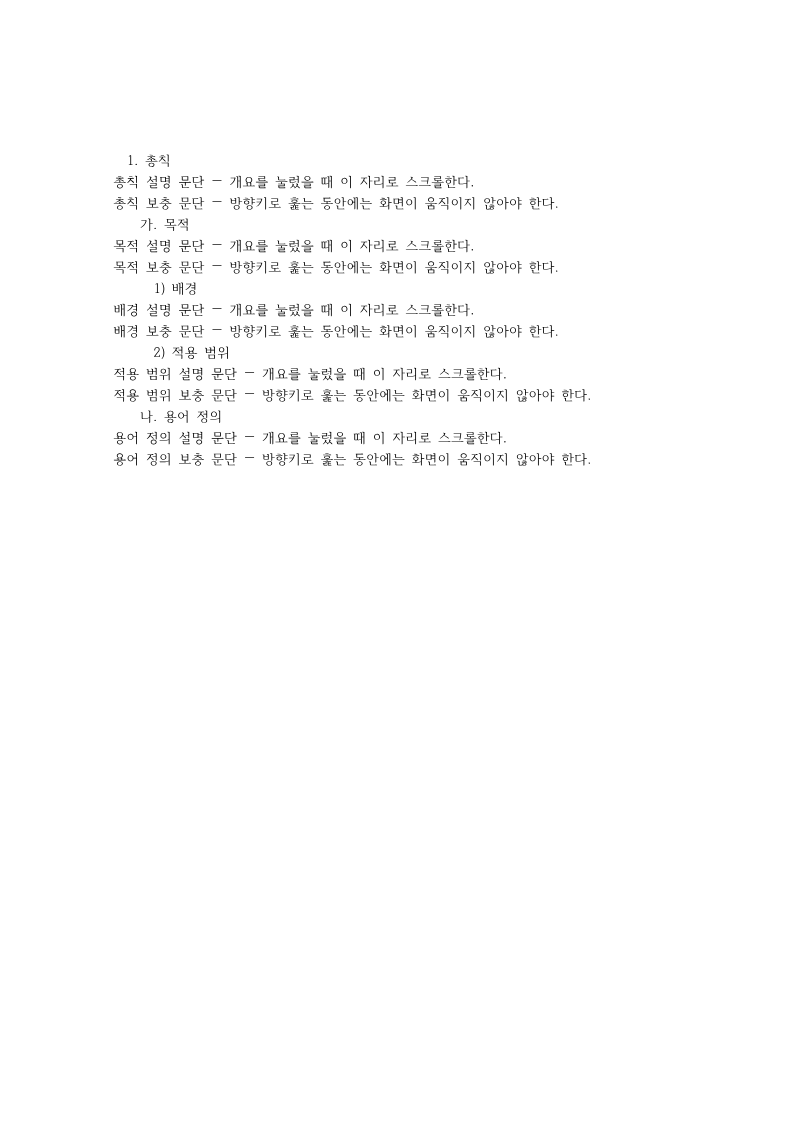 1. 총칙
총칙 설명 문단 — 개요를 눌렀을 때 이 자리로 스크롤한다.
총칙 보충 문단 — 방향키로 훑는 동안에는 화면이 움직이지 않아야 한다.
가. 목적
목적 설명 문단 — 개요를 눌렀을 때 이 자리로 스크롤한다.
목적 보충 문단 — 방향키로 훑는 동안에는 화면이 움직이지 않아야 한다.
1) 배경
배경 설명 문단 — 개요를 눌렀을 때 이 자리로 스크롤한다.
배경 보충 문단 — 방향키로 훑는 동안에는 화면이 움직이지 않아야 한다.
2) 적용 범위
적용 범위 설명 문단 — 개요를 눌렀을 때 이 자리로 스크롤한다.
적용 범위 보충 문단 — 방향키로 훑는 동안에는 화면이 움직이지 않아야 한다.
나. 용어 정의
용어 정의 설명 문단 — 개요를 눌렀을 때 이 자리로 스크롤한다.
용어 정의 보충 문단 — 방향키로 훑는 동안에는 화면이 움직이지 않아야 한다.